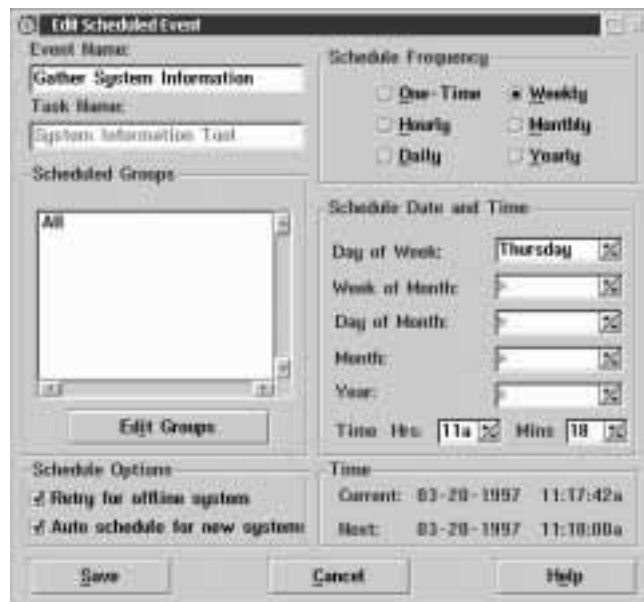 Edit Scheduled Event
Event Name:
Gather System Information
Task Name:
System Information Tool
Scheduled Groups
All
Edit Groups
Schedule Options
Retry for offline system
Auto schedule for new systems
Schedule Frequency
One-Time
Weekly
Hourly
Monthly
Daily
Yearly
Schedule Date and Time
Day of Week: Thursday
Week of Month:
Day of Month:
Month:
Year:
Time Hrs: 11a Mins 18
Time
Current: 03-20-1997 11:17:42a
Next: 03-20-1997 11:18:00a
Save
Cancel
Help